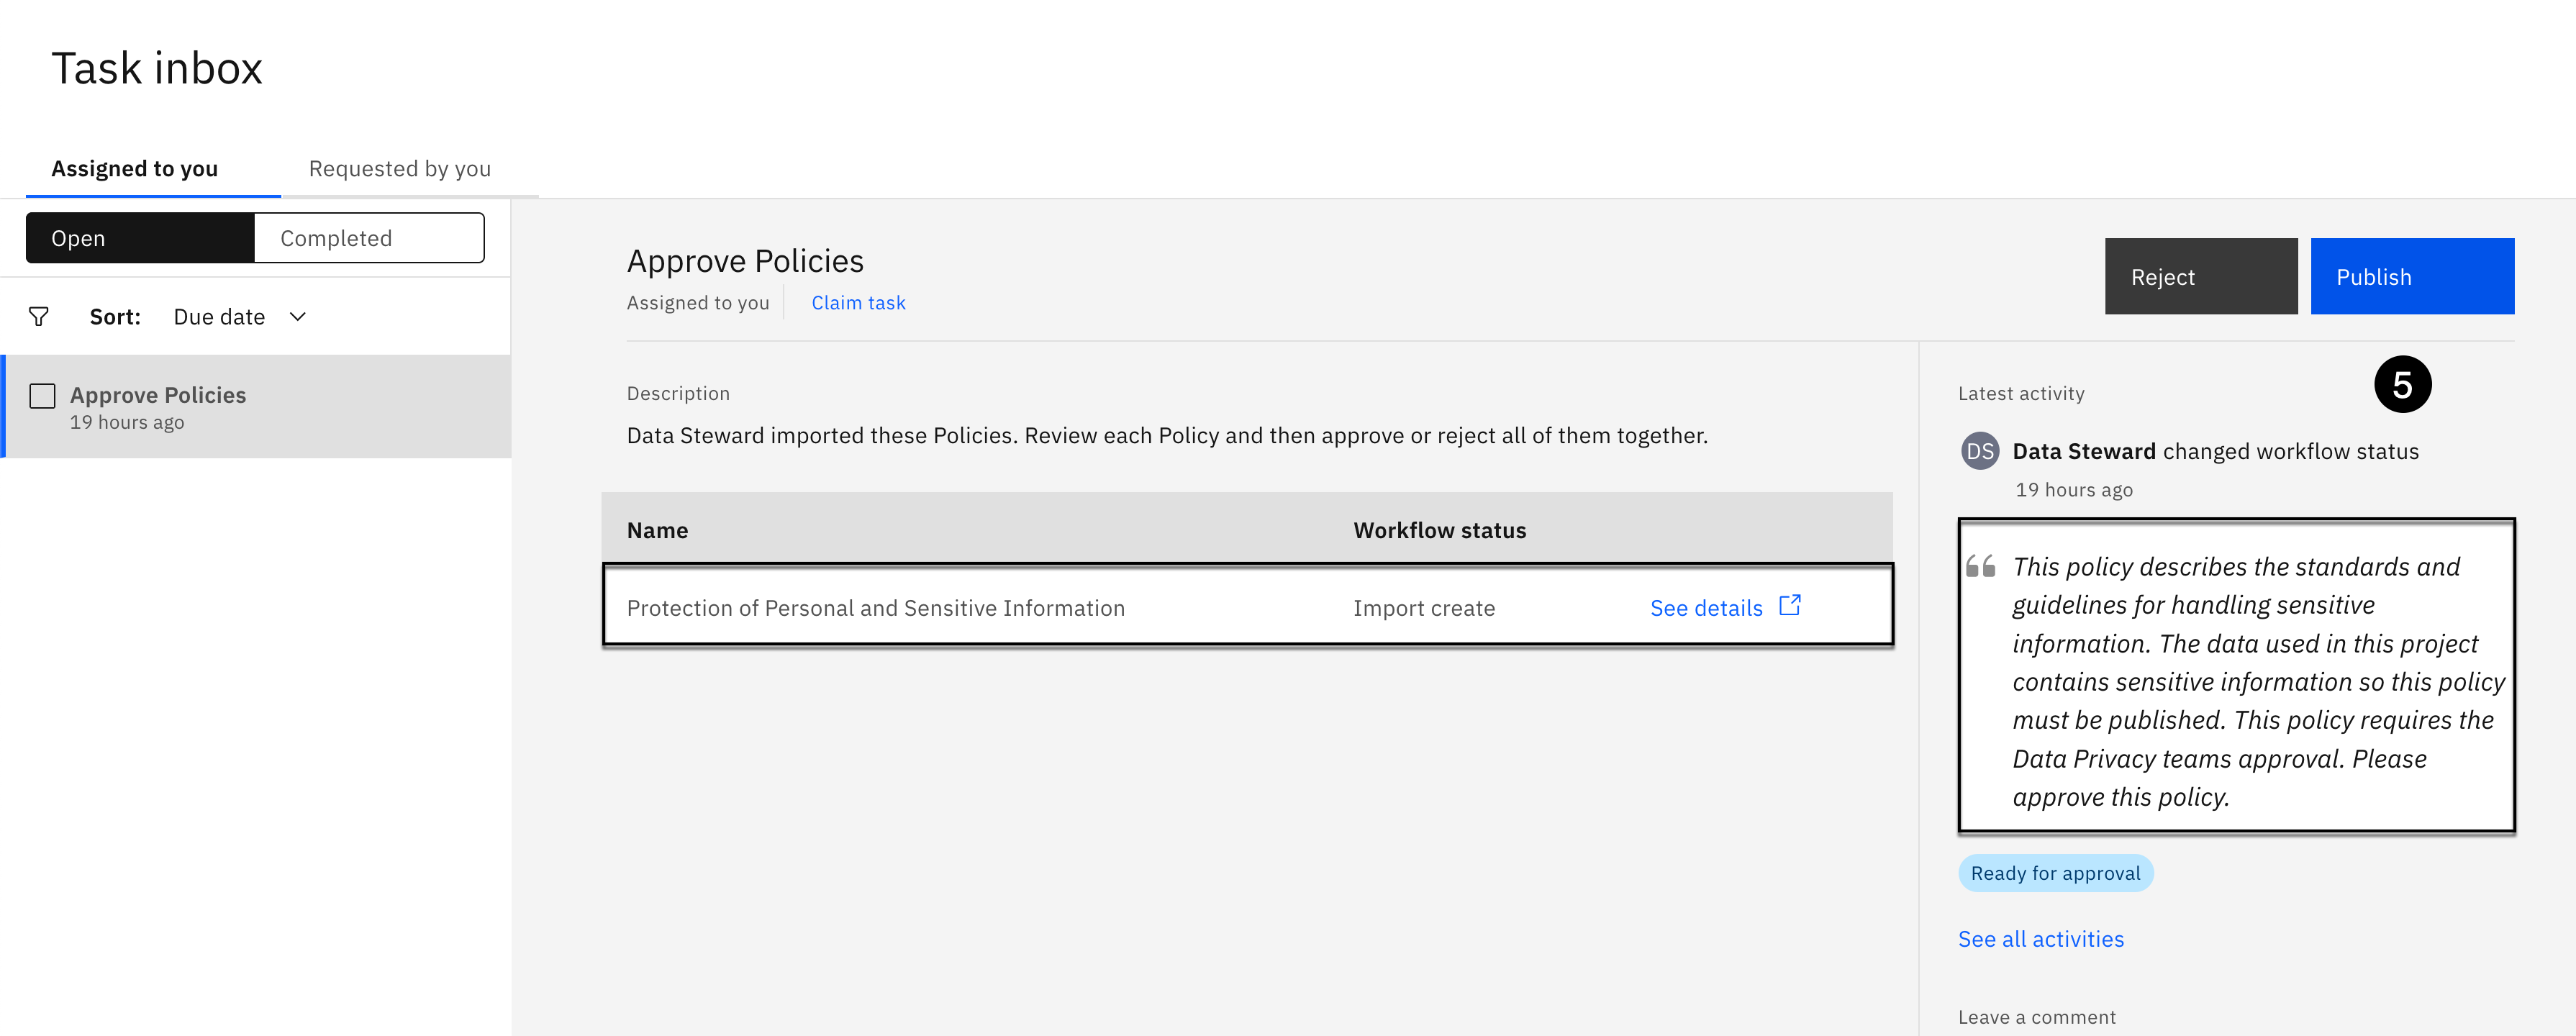 Task inbox
Assigned to you
Requested by you
Open
Completed
Sort: Due date
Approve Policies
19 hours ago
Approve Policies
Assigned to you
Claim task
Reject
Publish
Description
Data Steward imported these Policies. Review each Policy and then approve or reject all of them together.
Name
Workflow status
Protection of Personal and Sensitive Information
Import create
See details
Latest activity
5
DS
Data Steward changed workflow status
19 hours ago
This policy describes the standards and
guidelines for handling sensitive
information. The data used in this project
contains sensitive information so this policy
must be published. This policy requires the
Data Privacy teams approval. Please
approve this policy.
Ready for approval
See all activities
Leave a comment